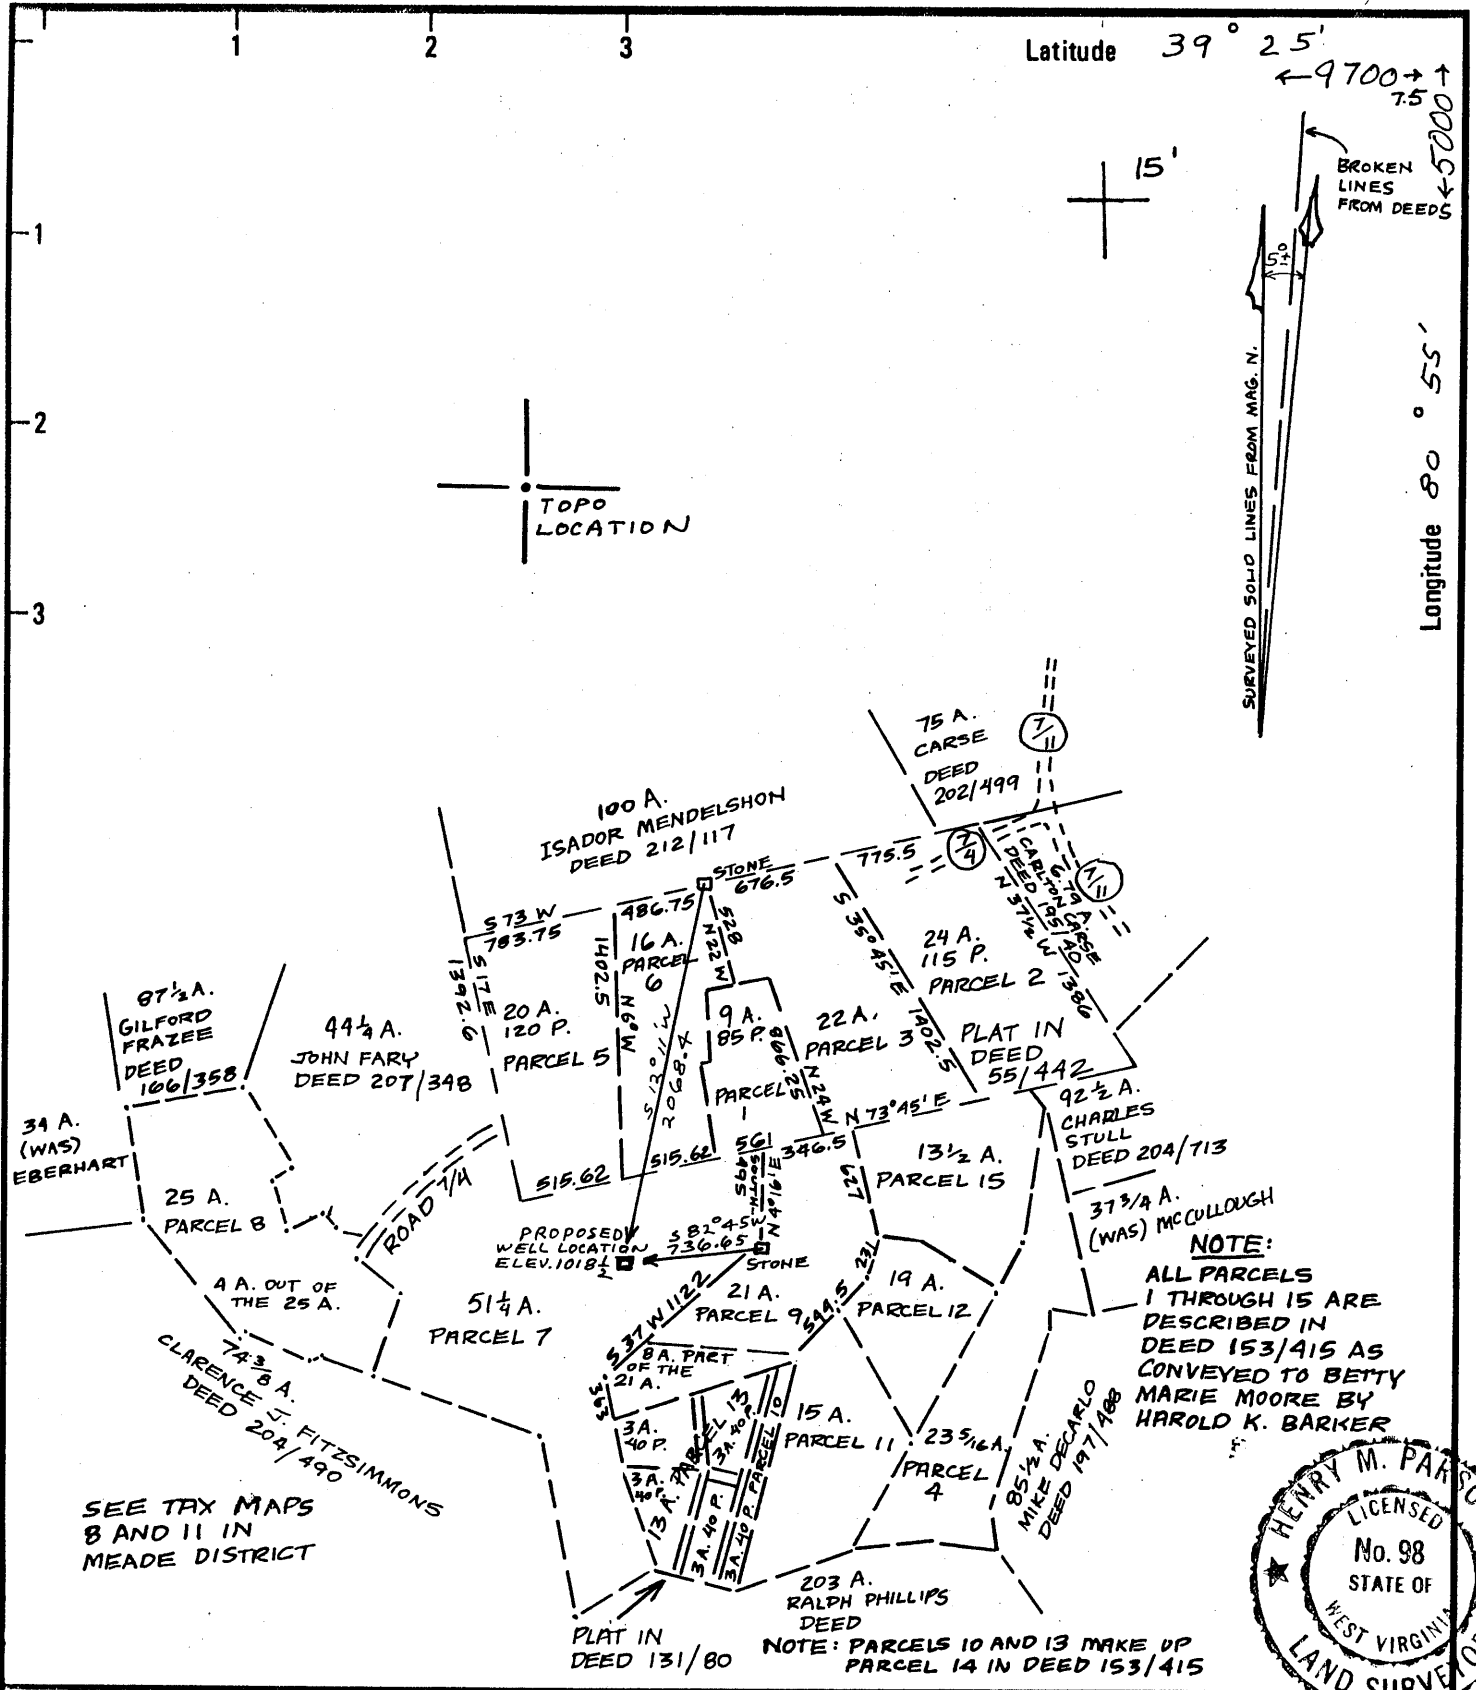 1 2 3
Latitude 39° 25'
←9700→
7.5
←5000→
15'
BROKEN
LINES
FROM DEEDS
5¼°
SURVEYED SOLID LINES FROM MAG. N.
Longitude 80° 55'
1
2
3
TOPO
LOCATION
75 A.
CARSE
DEED
202/499
7/11
100 A.
ISADOR MENDELSHON
DEED 212/117
STONE
676.5
775.5
7/4
CARLTON CARSE
6.79 A.
DEED 195/40
7/11
N 37½ W 1386
S 73 W
783.75
486.75
528
N 22 W
S 35° 45' E 1402.5
24 A.
115 P.
PARCEL 2
16 A.
PARCEL
6
1402.5 N 6° W
S 17 E
1392.6
20 A.
120 P.
PARCEL 5
S 12° 11' W
2068.4
9 A.
85 P.
PARCEL
1
866.25
N 24 W
22 A.
PARCEL 3
PLAT IN
DEED
55/442
87½ A.
GILFORD
FRAZEE
DEED
166/358
44¼ A.
JOHN FARY
DEED 207/348
N 73° 45' E
92½ A.
CHARLES
STULL
DEED 204/713
34 A.
(WAS)
EBERHART
515.62
515.62
561
346.5
SOUTH
495
N 4° 19' E
627
13½ A.
PARCEL 15
37¾ A.
(WAS) McCULLOUGH
25 A.
PARCEL 8
ROAD 7/4
PROPOSED
WELL LOCATION
ELEV. 1018½
S 82° 45' W
736.65
STONE
231
4 A. OUT OF
THE 25 A.
51¼ A.
PARCEL 7
S 37 W 1122
21 A.
PARCEL 9
544.5
19 A.
PARCEL 12
NOTE:
ALL PARCELS
1 THROUGH 15 ARE
DESCRIBED IN
DEED 153/415 AS
CONVEYED TO BETTY
MARIE MOORE BY
HAROLD K. BARKER
74⅜ A.
CLARENCE J. FITZSIMMONS
DEED 204/490
8 A. PART
OF THE
21 A.
363
3 A.
40 P.
3 A.
40 P.
13 A. PARCEL 13
3 A. 40 P.
3 A. 40 P.
3 A. 40 P. PARCEL 10
15 A.
PARCEL 11
23 5/16 A.
PARCEL
4
85½ A.
MIKE DECARLO
DEED 197/488
SEE TAX MAPS
8 AND 11 IN
MEADE DISTRICT
203 A.
RALPH PHILLIPS
DEED
PLAT IN
DEED 131/80
NOTE: PARCELS 10 AND 13 MAKE UP
PARCEL 14 IN DEED 153/415
HENRY M. PARSO
LICENSED
No. 98
STATE OF
WEST VIRGINIA
LAND SURVEYOR